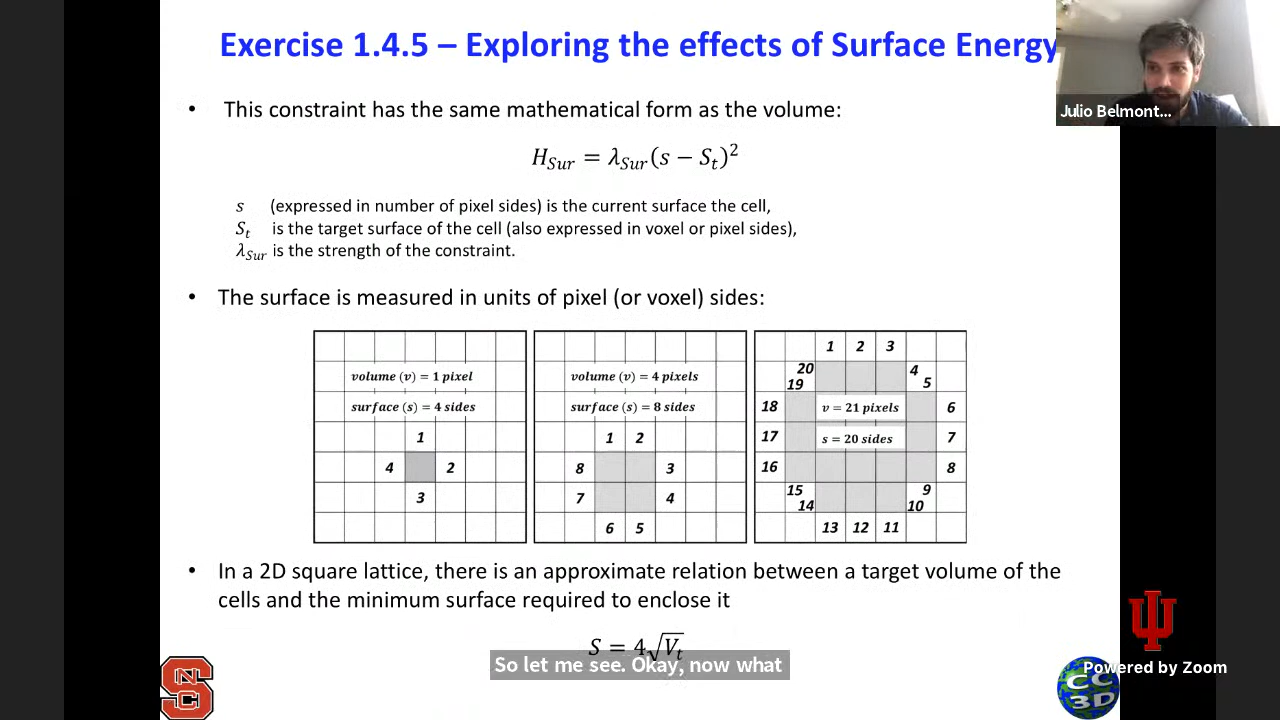 Exercise 1.4.5 – Exploring the effects of Surface Energy
Julio Belmont...
• This constraint has the same mathematical form as the volume:
H_Sur = λ_Sur(s − S_t)²
s (expressed in number of pixel sides) is the current surface the cell,
S_t is the target surface of the cell (also expressed in voxel or pixel sides),
λ_Sur is the strength of the constraint.
• The surface is measured in units of pixel (or voxel) sides:
volume (v) = 1 pixel
surface (s) = 4 sides
1
4 2
3
volume (v) = 4 pixels
surface (s) = 8 sides
1 2
8 3
7 4
6 5
1 2 3
20 4
19 5
18 v = 21 pixels 6
17 s = 20 sides 7
16 8
15 9
14 10
13 12 11
• In a 2D square lattice, there is an approximate relation between a target volume of the
cells and the minimum surface required to enclose it
S = 4√V_t
So let me see. Okay, now what
Powered by Zoom
S
NC
CC
3D